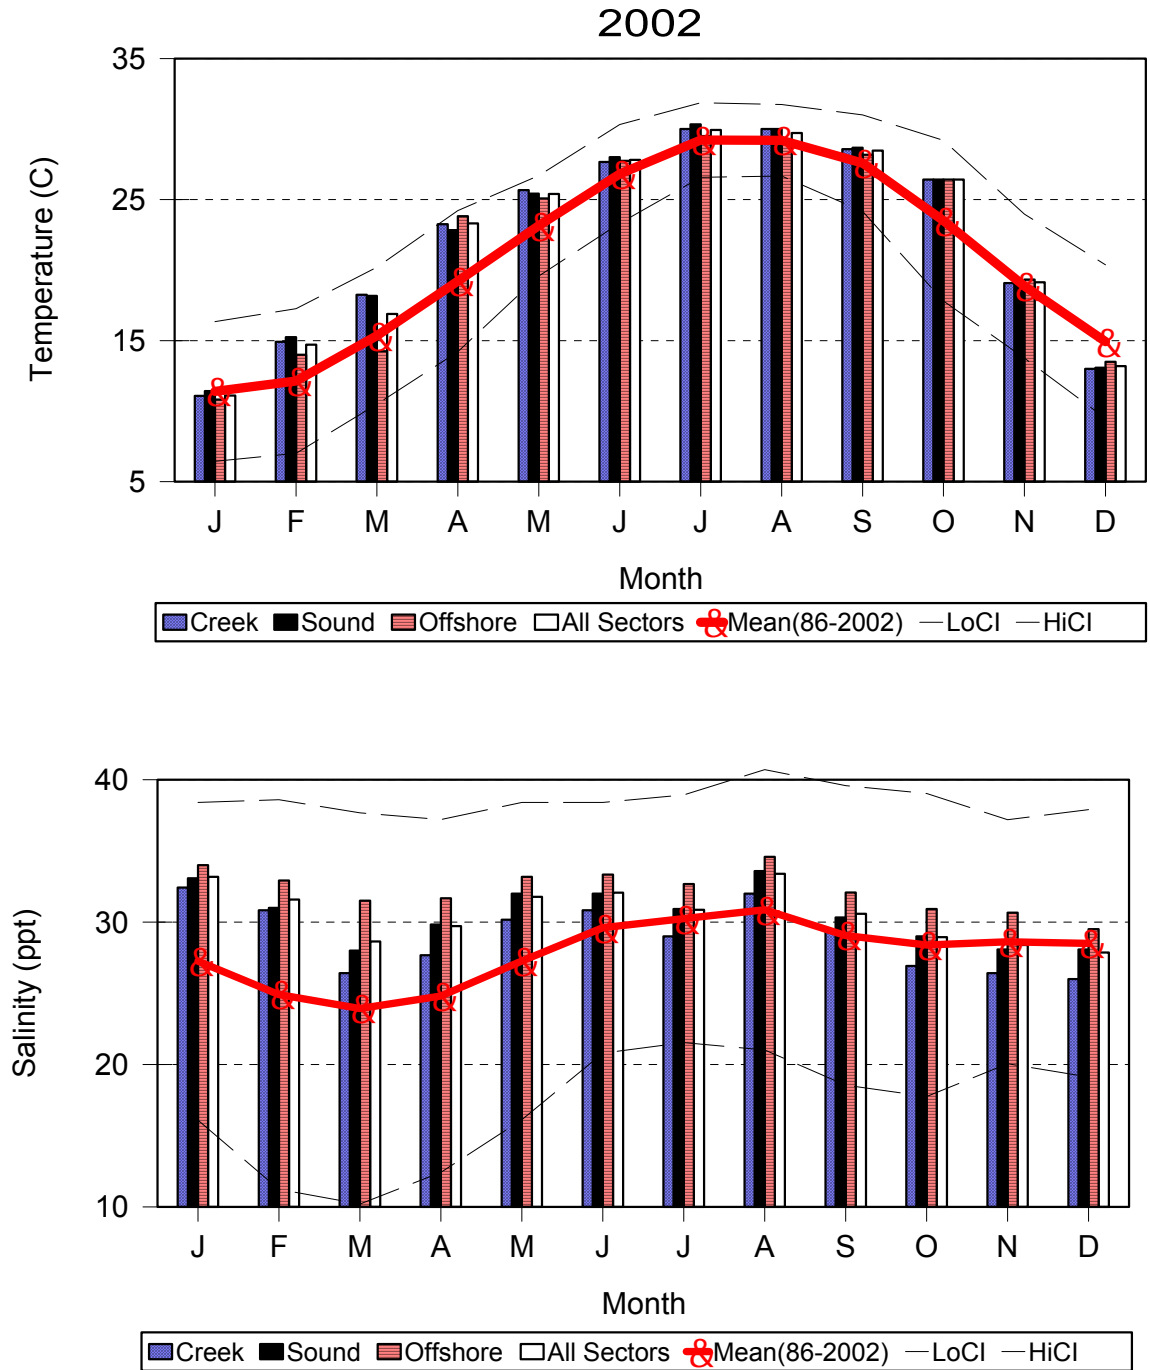 2002
35
25
15
5
Temperature (C)
J F M A M J J A S O N D
Month
Creek Sound Offshore All Sectors & Mean(86-2002) LoCI HiCI
40
30
20
10
Salinity (ppt)
J F M A M J J A S O N D
Month
Creek Sound Offshore All Sectors & Mean(86-2002) LoCI HiCI